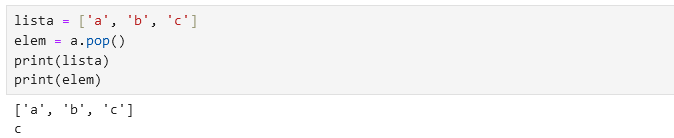 lista = ['a', 'b', 'c']
elem = a.pop()
print(lista)
print(elem)
['a', 'b', 'c']
c